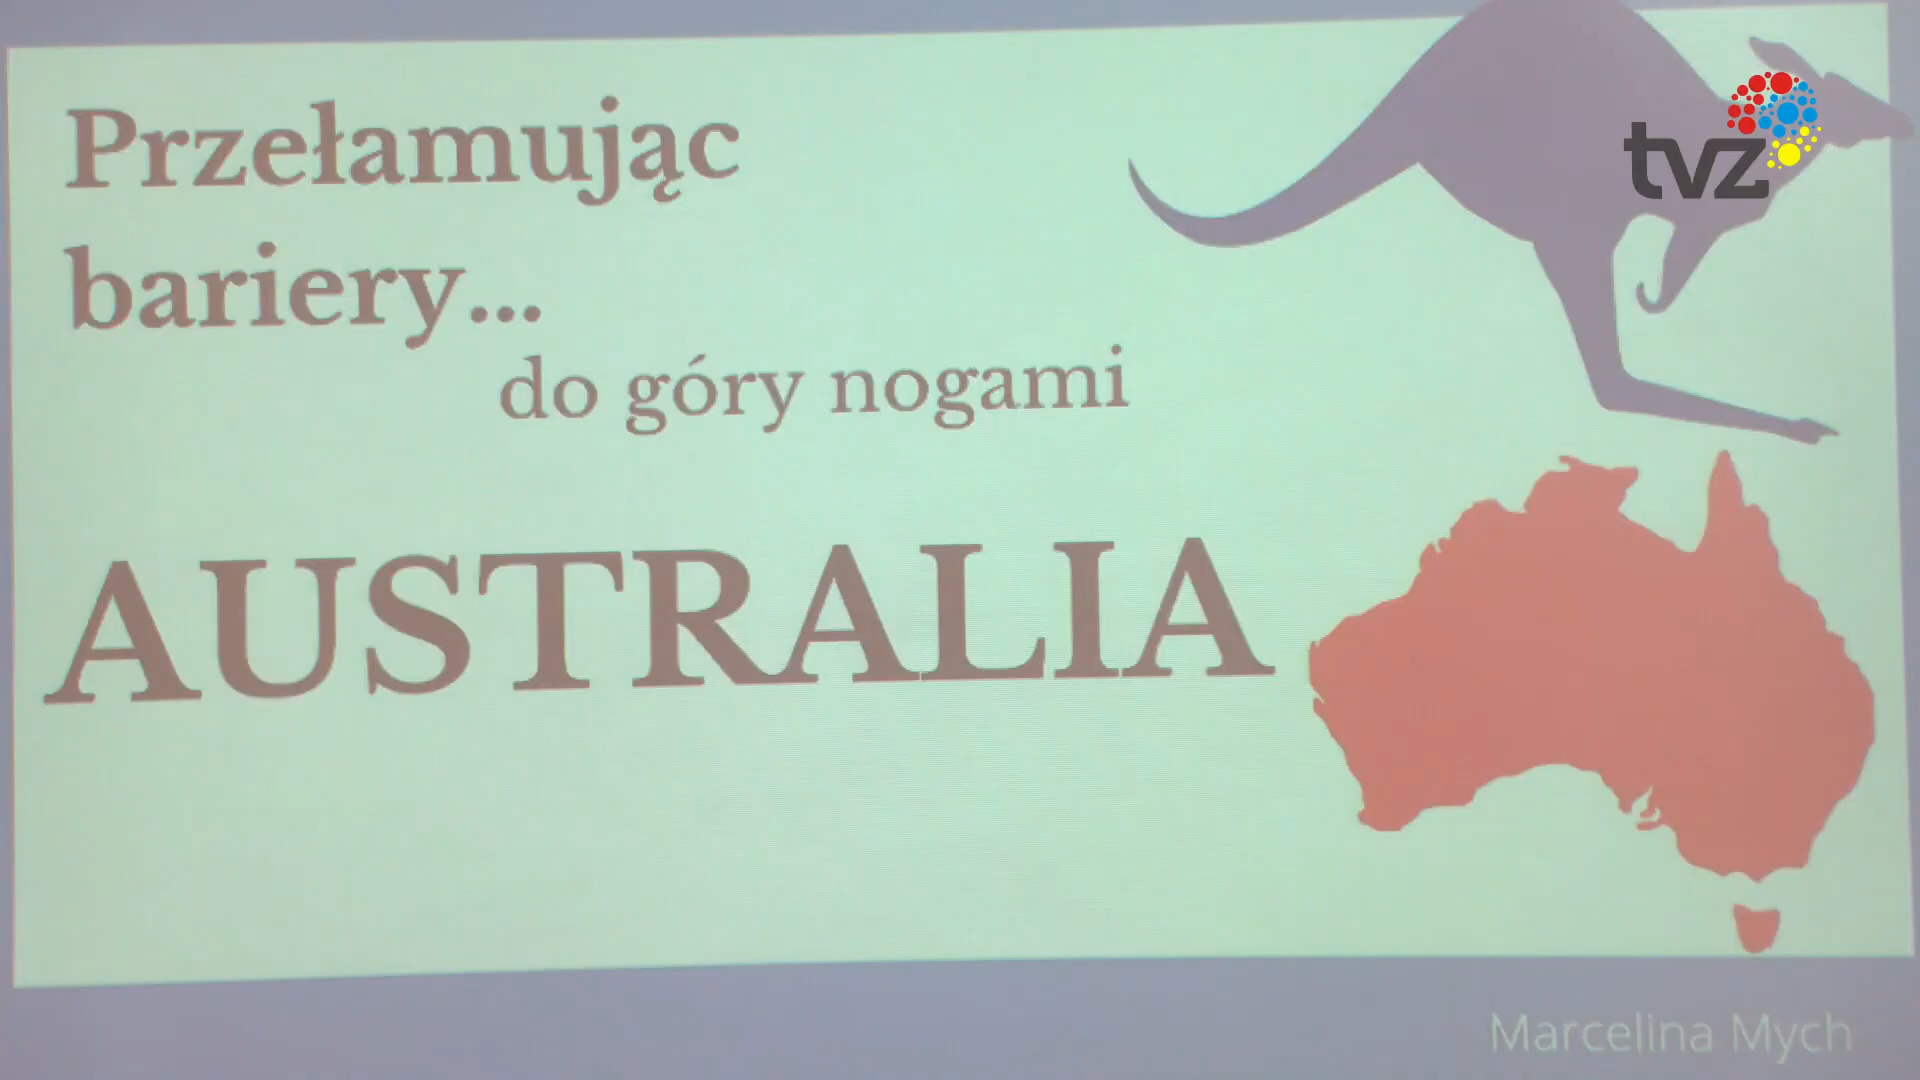 tvz
Przełamując
bariery...
do góry nogami
AUSTRALIA
Marcelina Mych